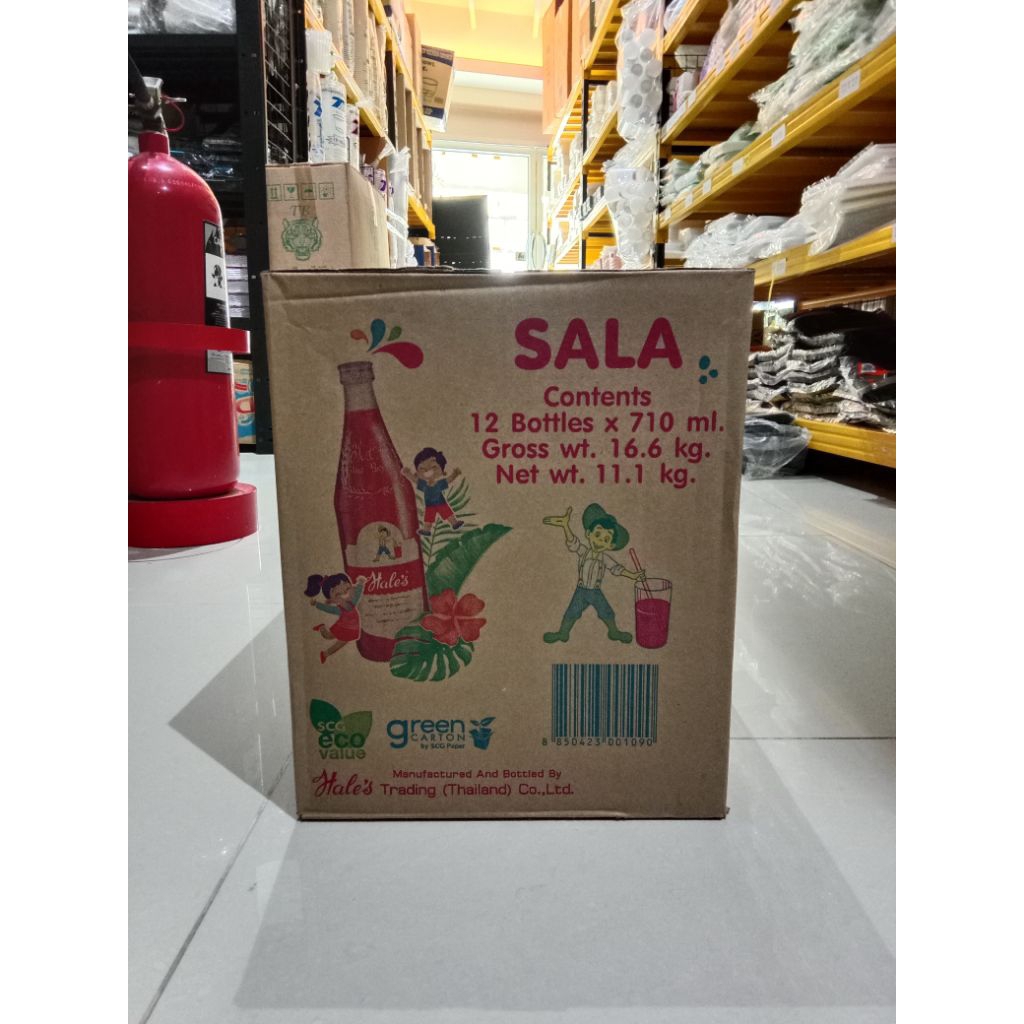 SALA
Contents
12 Bottles x 710 ml.
Gross wt. 16.6 kg.
Net wt. 11.1 kg.
Hale's
SCG
eco
value
green
CARTON
by SCG Paper
8 850423 001090
Manufactured And Bottled By
Hale's Trading (Thailand) Co.,Ltd.